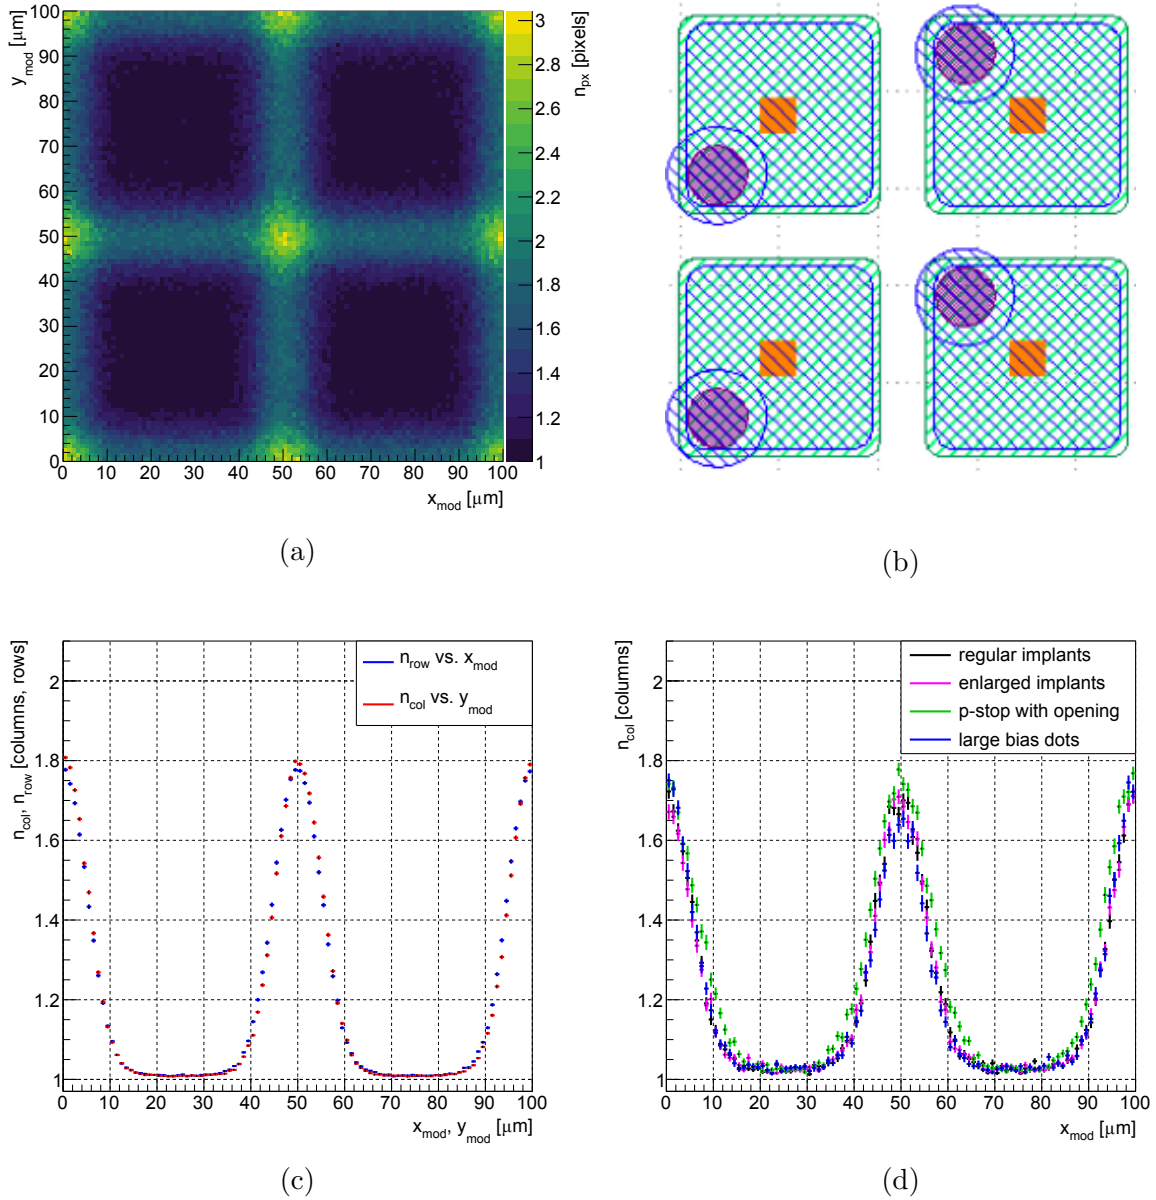 y_mod [μm]
100
90
80
70
60
50
40
30
20
10
0
0 10 20 30 40 50 60 70 80 90 100
x_mod [μm]
3
2.8
2.6
2.4
2.2
2
1.8
1.6
1.4
1.2
1
n_px [pixels]
(a)
(b)
n_col, n_row [columns, rows]
2
1.8
1.6
1.4
1.2
1
n_row vs. x_mod
n_col vs. y_mod
0 10 20 30 40 50 60 70 80 90 100
x_mod, y_mod [μm]
(c)
n_col [columns]
2
1.8
1.6
1.4
1.2
1
regular implants
enlarged implants
p-stop with opening
large bias dots
0 10 20 30 40 50 60 70 80 90 100
x_mod [μm]
(d)